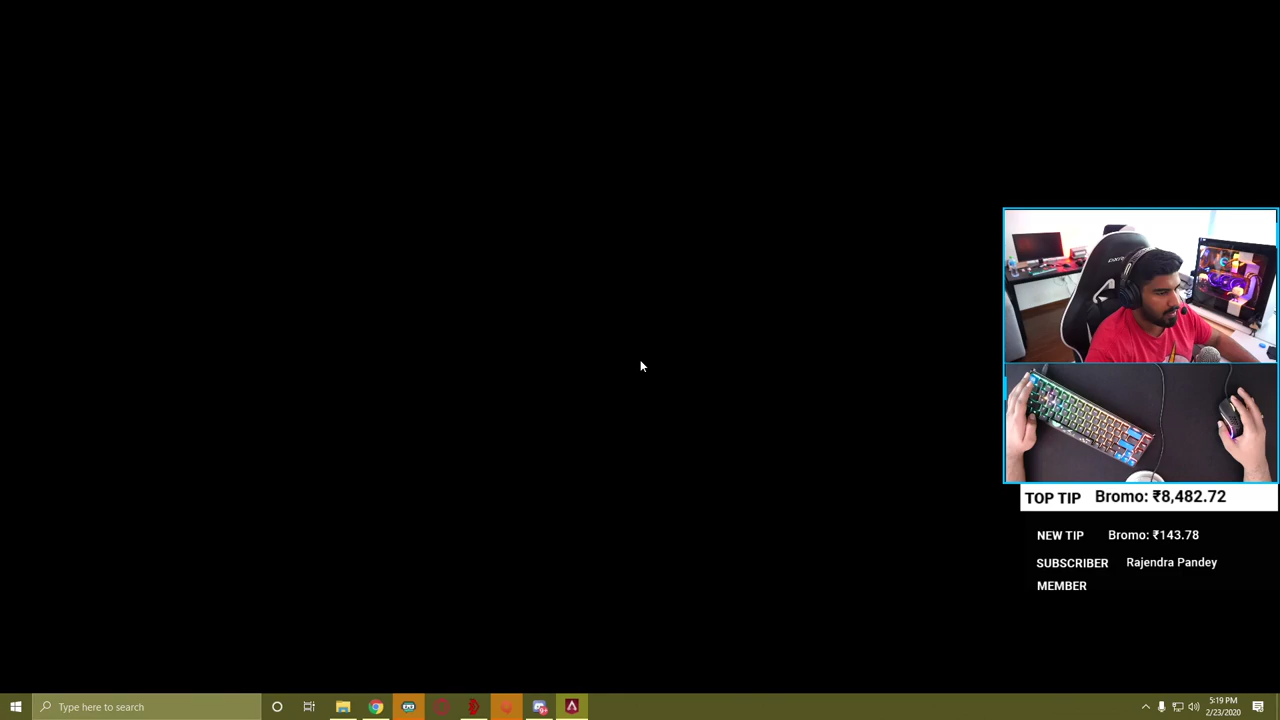 TOP TIP Bromo: ₹8,482.72
NEW TIP Bromo: ₹143.78
SUBSCRIBER Rajendra Pandey
MEMBER
Type here to search
5:19 PM
2/23/2020